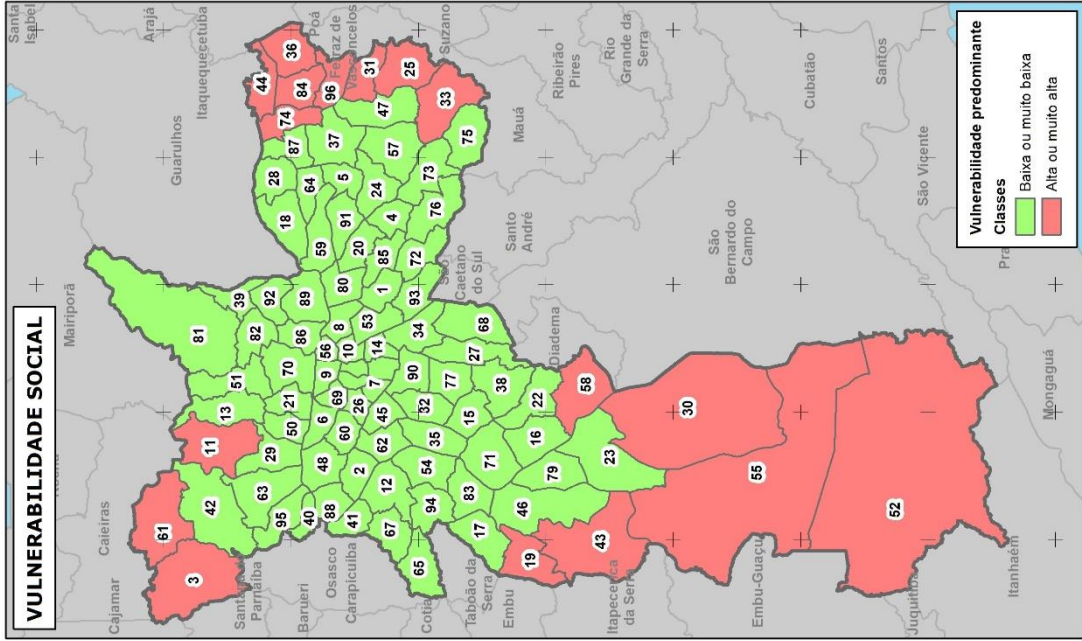 VULNERABILIDADE SOCIAL
Mairiporã
Santa
Isabel
Arajá
Itaquaquecetuba
Guarulhos
Poá
Ferraz de
Vasconcelos
Suzano
Cajamar
Caieiras
Santana
Parnaíba
Barueri
Osasco
Carapicuiba
Cotia
Taboão da
Serra
Embu
Itapecerica
da Serra
Embu-Guaçu
Juquitiba
Itanhaém
Mongaguá
Diadema
São
Caetano
do Sul
Santo
André
São
Bernardo do
Campo
Mauá
Ribeirão
Pires
Rio
Grande da
Serra
Cubatão
Santos
São Vicente
Pra
3
61
42
11
13
51
81
39
92
82
63
29
50
21
70
86
89
95
40
88
41
48
6
69
9
56
10
8
80
2
60
26
7
14
53
1
67
12
62
45
65
94
54
35
32
90
34
93
17
83
71
15
77
27
68
19
46
79
16
38
22
43
23
58
30
55
52
18
28
87
74
44
36
84
96
59
64
37
31
20
91
5
47
25
85
4
24
57
33
72
76
73
75
Vulnerabilidade predominante
Classes
Baixa ou muito baixa
Alta ou muito alta